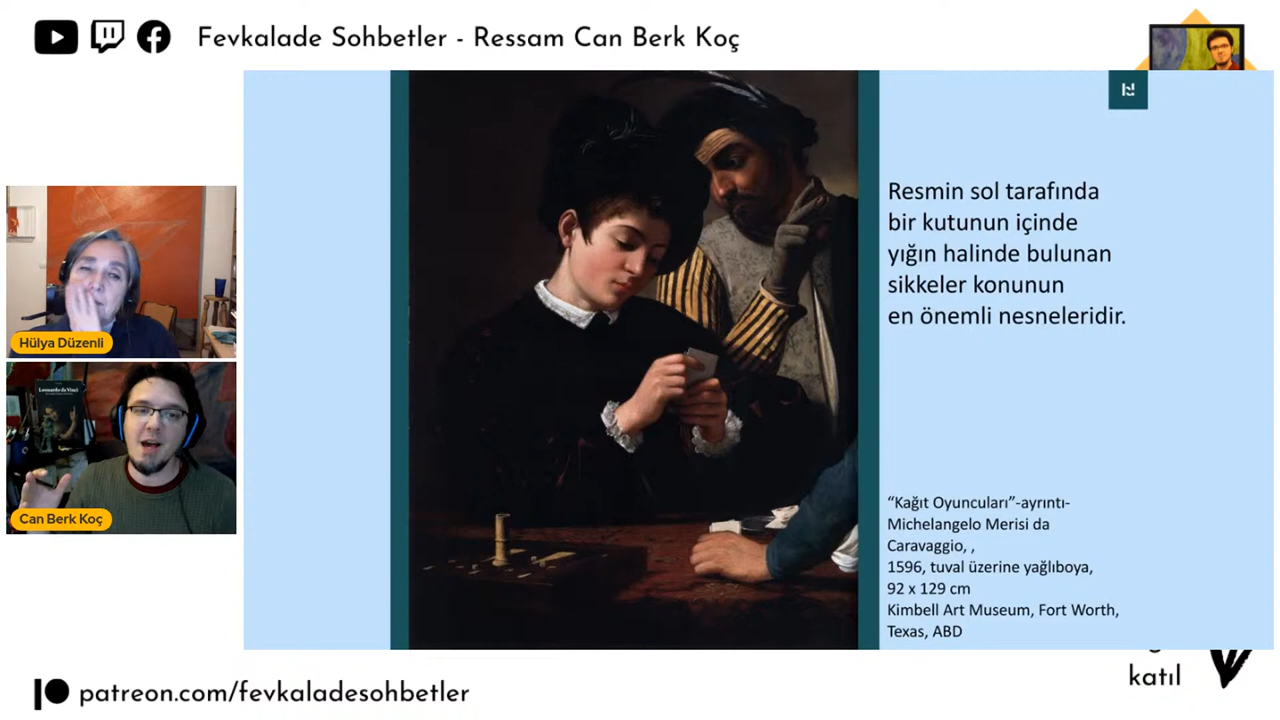 Fevkalade Sohbetler - Ressam Can Berk Koç
Resmin sol tarafında
bir kutunun içinde
yığın halinde bulunan
sikkeler konunun
en önemli nesneleridir.
Hülya Düzenli
Leonardo da Vinci
Can Berk Koç
“Kağıt Oyuncuları”-ayrıntı-
Michelangelo Merisi da
Caravaggio, ,
1596, tuval üzerine yağlıboya,
92 x 129 cm
Kimbell Art Museum, Fort Worth,
Texas, ABD
katıl
patreon.com/fevkaladesohbetler